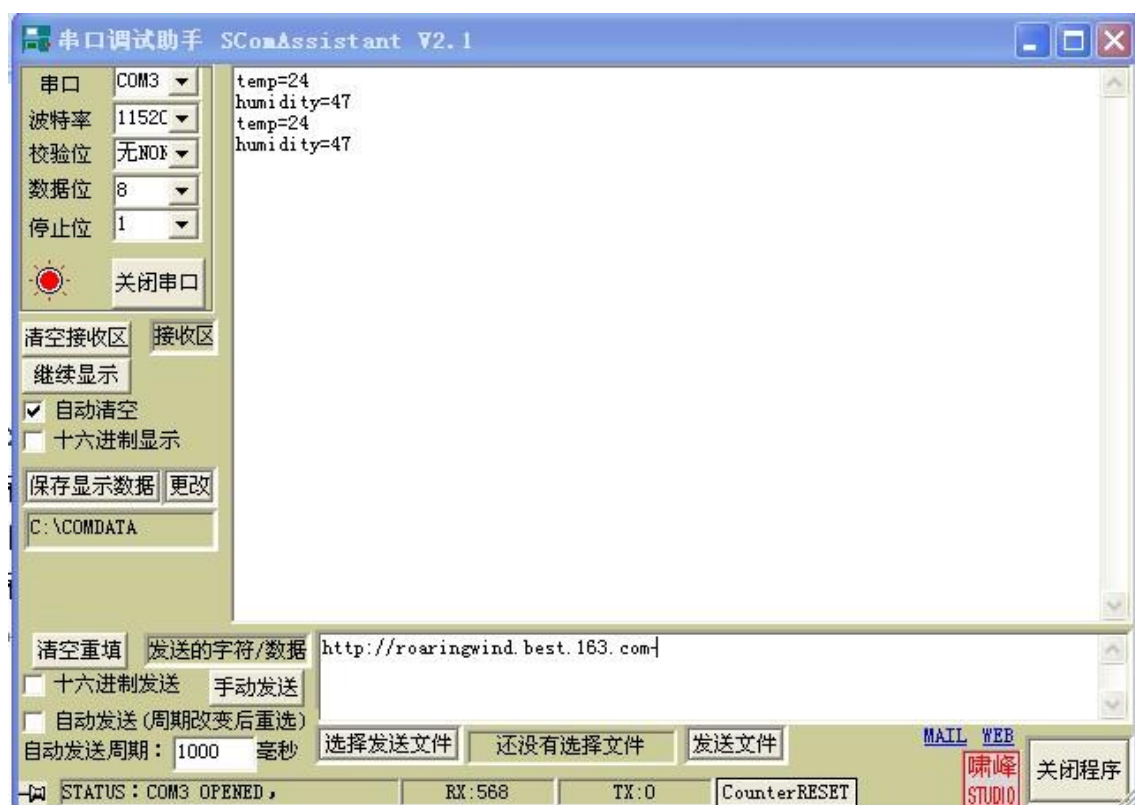 串口调试助手 SComAssistant V2.1
串口 COM3
波特率 11520
校验位 无NON
数据位 8
停止位 1
关闭串口
清空接收区 接收区
继续显示
自动清空
十六进制显示
保存显示数据 更改
C:\COMDATA
temp=24
humidity=47
temp=24
humidity=47
清空重填 发送的字符/数据 http://roaringwind.best.163.com
十六进制发送 手动发送
自动发送(周期改变后重选)
自动发送周期: 1000 毫秒 选择发送文件 还没有选择文件 发送文件
MAIL WEB
啸峰
STUDIO
关闭程序
STATUS:COM3 OPENED, RX:568 TX:0 CounterRESET